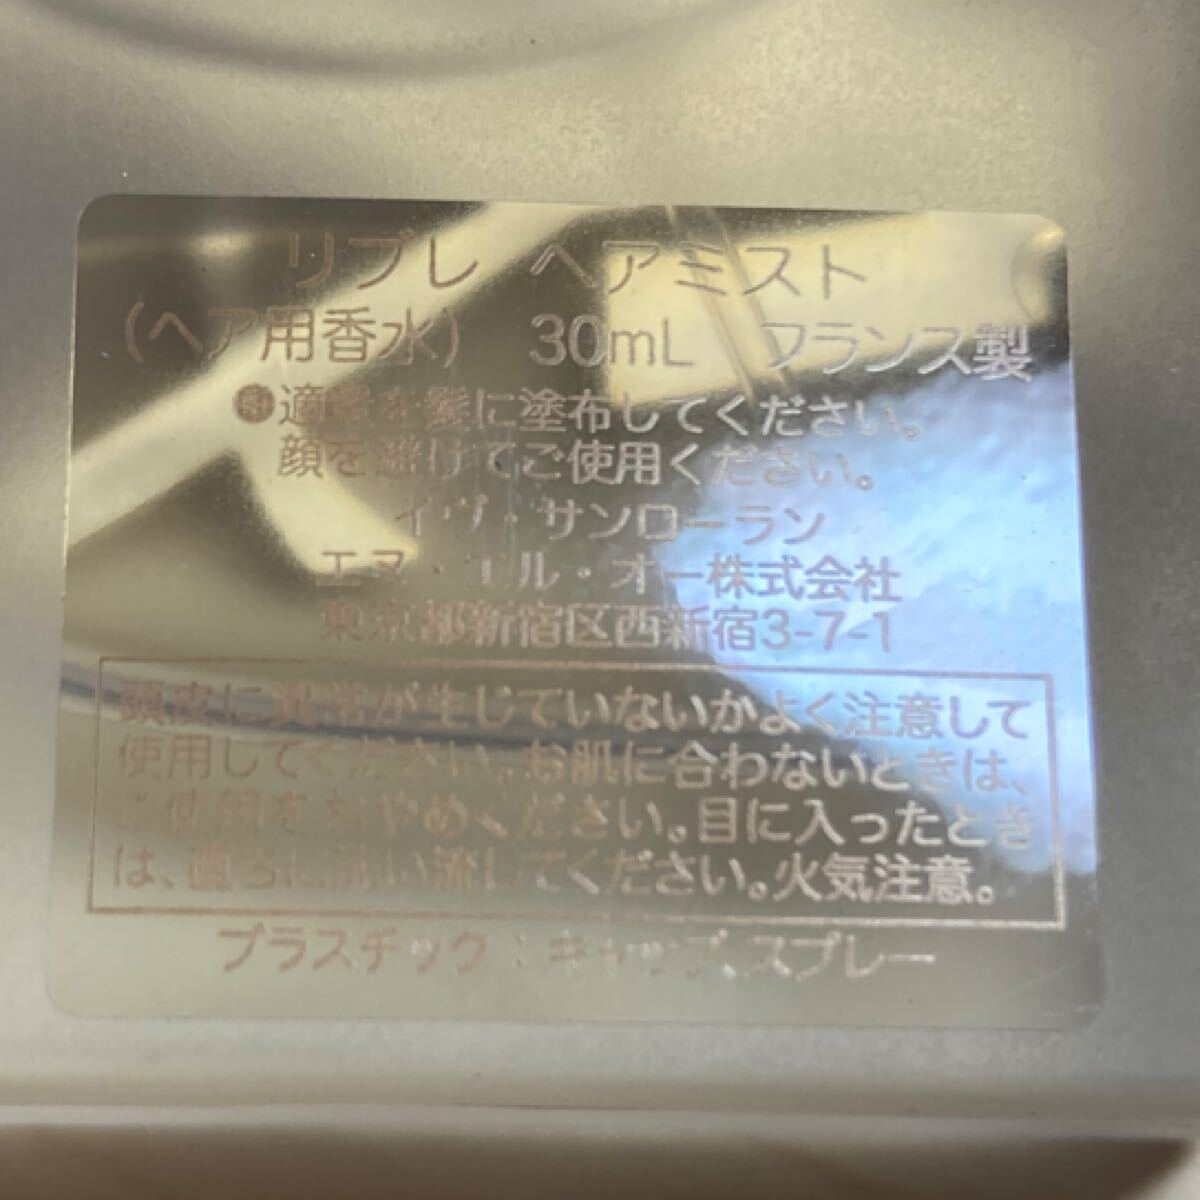 リブレ ヘアミスト
(ヘア用香水) 30mL フランス製
適量を髪に塗布してください。
顔を避けてご使用ください。
イヴ・サンローラン
エヌ・エル・オー株式会社
東京都新宿区西新宿3-7-1
頭皮に異常が生じていないかよく注意して
使用してください。お肌に合わないときは、
ご使用をおやめください。目に入ったとき
は、直ちに洗い流してください。火気注意。
プラスチック:キャップ、スプレー